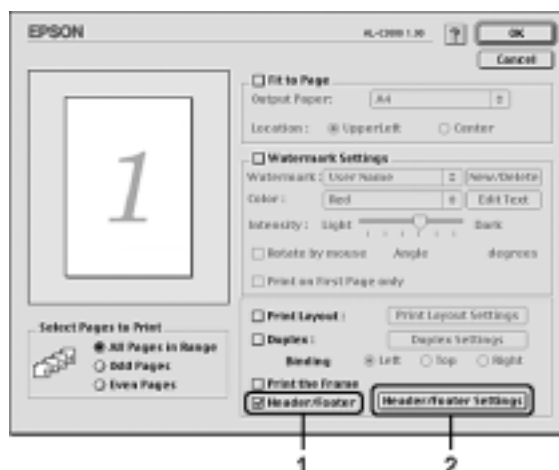 EPSON
AL-C2000 1.30
?
OK
Cancel
Fit to Page
Output Paper: A4
Location: UpperLeft Center
Watermark Settings
Watermark: User Name New/Delete
Color: Red Edit Text
Intensity: Light Dark
Rotate by mouse Angle degrees
Print on First Page only
1
Select Pages to Print
All Pages in Range
Odd Pages
Even Pages
Print Layout: Print Layout Settings
Duplex: Duplex Settings
Binding Left Top Right
Print the Frame
Header/Footer Header/Footer Settings
1 2